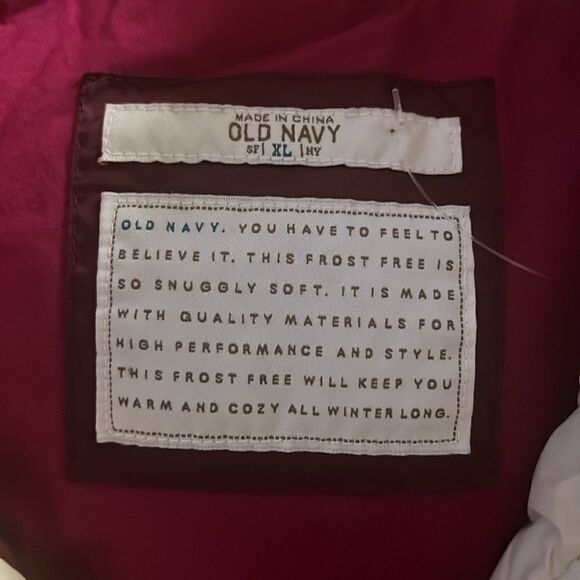 MADE IN CHINA
OLD NAVY
SF| XL |NY
OLD NAVY. YOU HAVE TO FEEL TO
BELIEVE IT. THIS FROST FREE IS
SO SNUGGLY SOFT. IT IS MADE
WITH QUALITY MATERIALS FOR
HIGH PERFORMANCE AND STYLE.
THIS FROST FREE WILL KEEP YOU
WARM AND COZY ALL WINTER LONG.